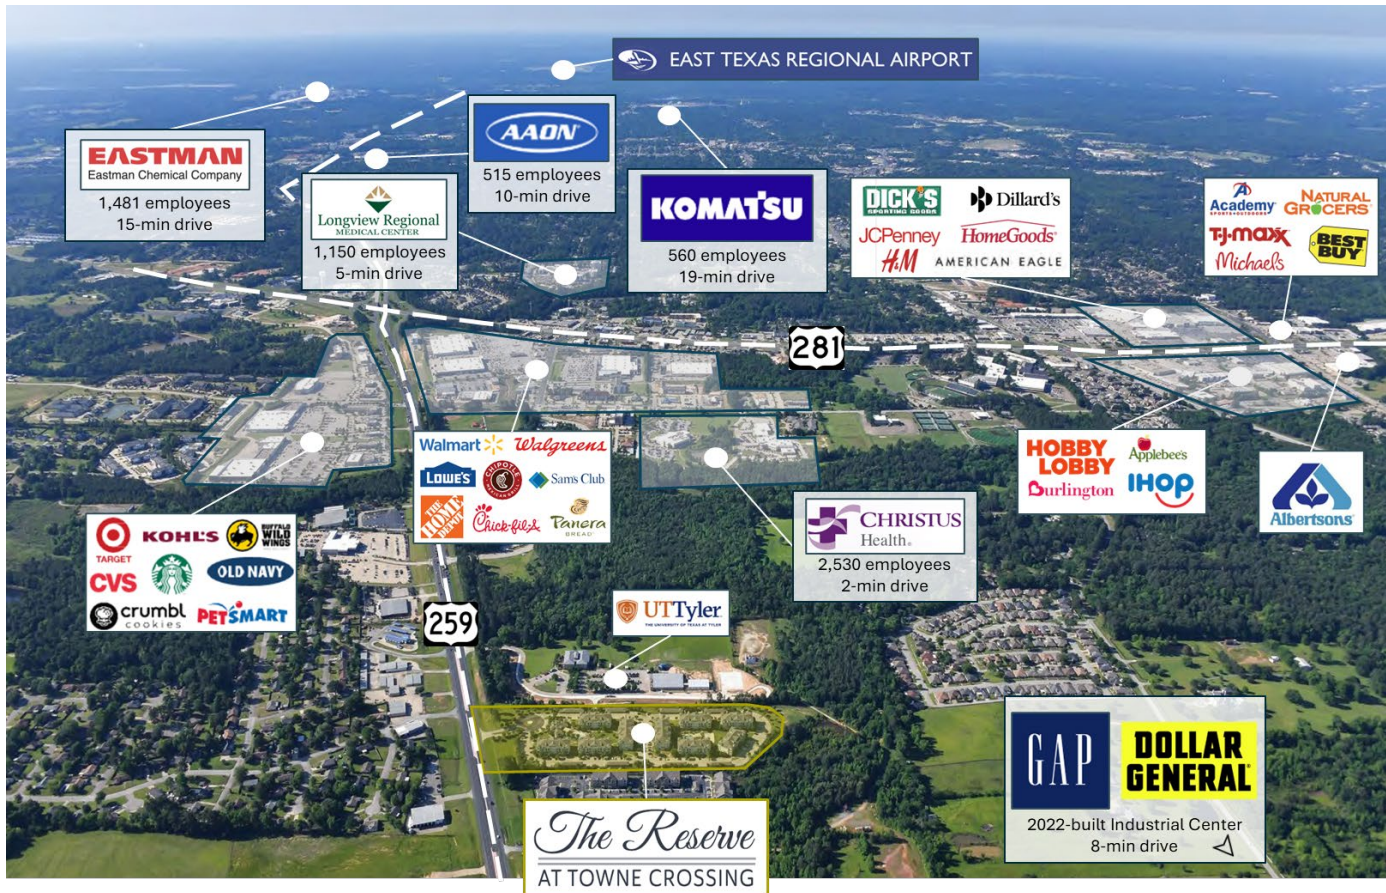 EAST TEXAS REGIONAL AIRPORT
EASTMAN
Eastman Chemical Company
1,481 employees
15-min drive
AAON
515 employees
10-min drive
Longview Regional
MEDICAL CENTER
1,150 employees
5-min drive
KOMATSU
560 employees
19-min drive
DICK'S
SPORTING GOODS
Dillard's
JCPenney
HomeGoods
H&M
AMERICAN EAGLE
Academy
SPORTS+OUTDOORS
NATURAL
GROCERS
T.J.maxx
BEST
BUY
Michaels
281
Walmart
Walgreens
LOWE'S
CHIPOTLE
MEXICAN GRILL
Sam's Club
THE
HOME
DEPOT
Chick-fil-A
Panera
BREAD
HOBBY
LOBBY
Applebee's
Burlington
IHOP
Albertsons
TARGET
KOHL'S
BUFFALO
WILD
WINGS
CVS
OLD NAVY
crumbl
cookies
PETSMART
CHRISTUS
Health
2,530 employees
2-min drive
259
UT Tyler
THE UNIVERSITY OF TEXAS AT TYLER
GAP
DOLLAR
GENERAL
2022-built Industrial Center
8-min drive
The Reserve
AT TOWNE CROSSING